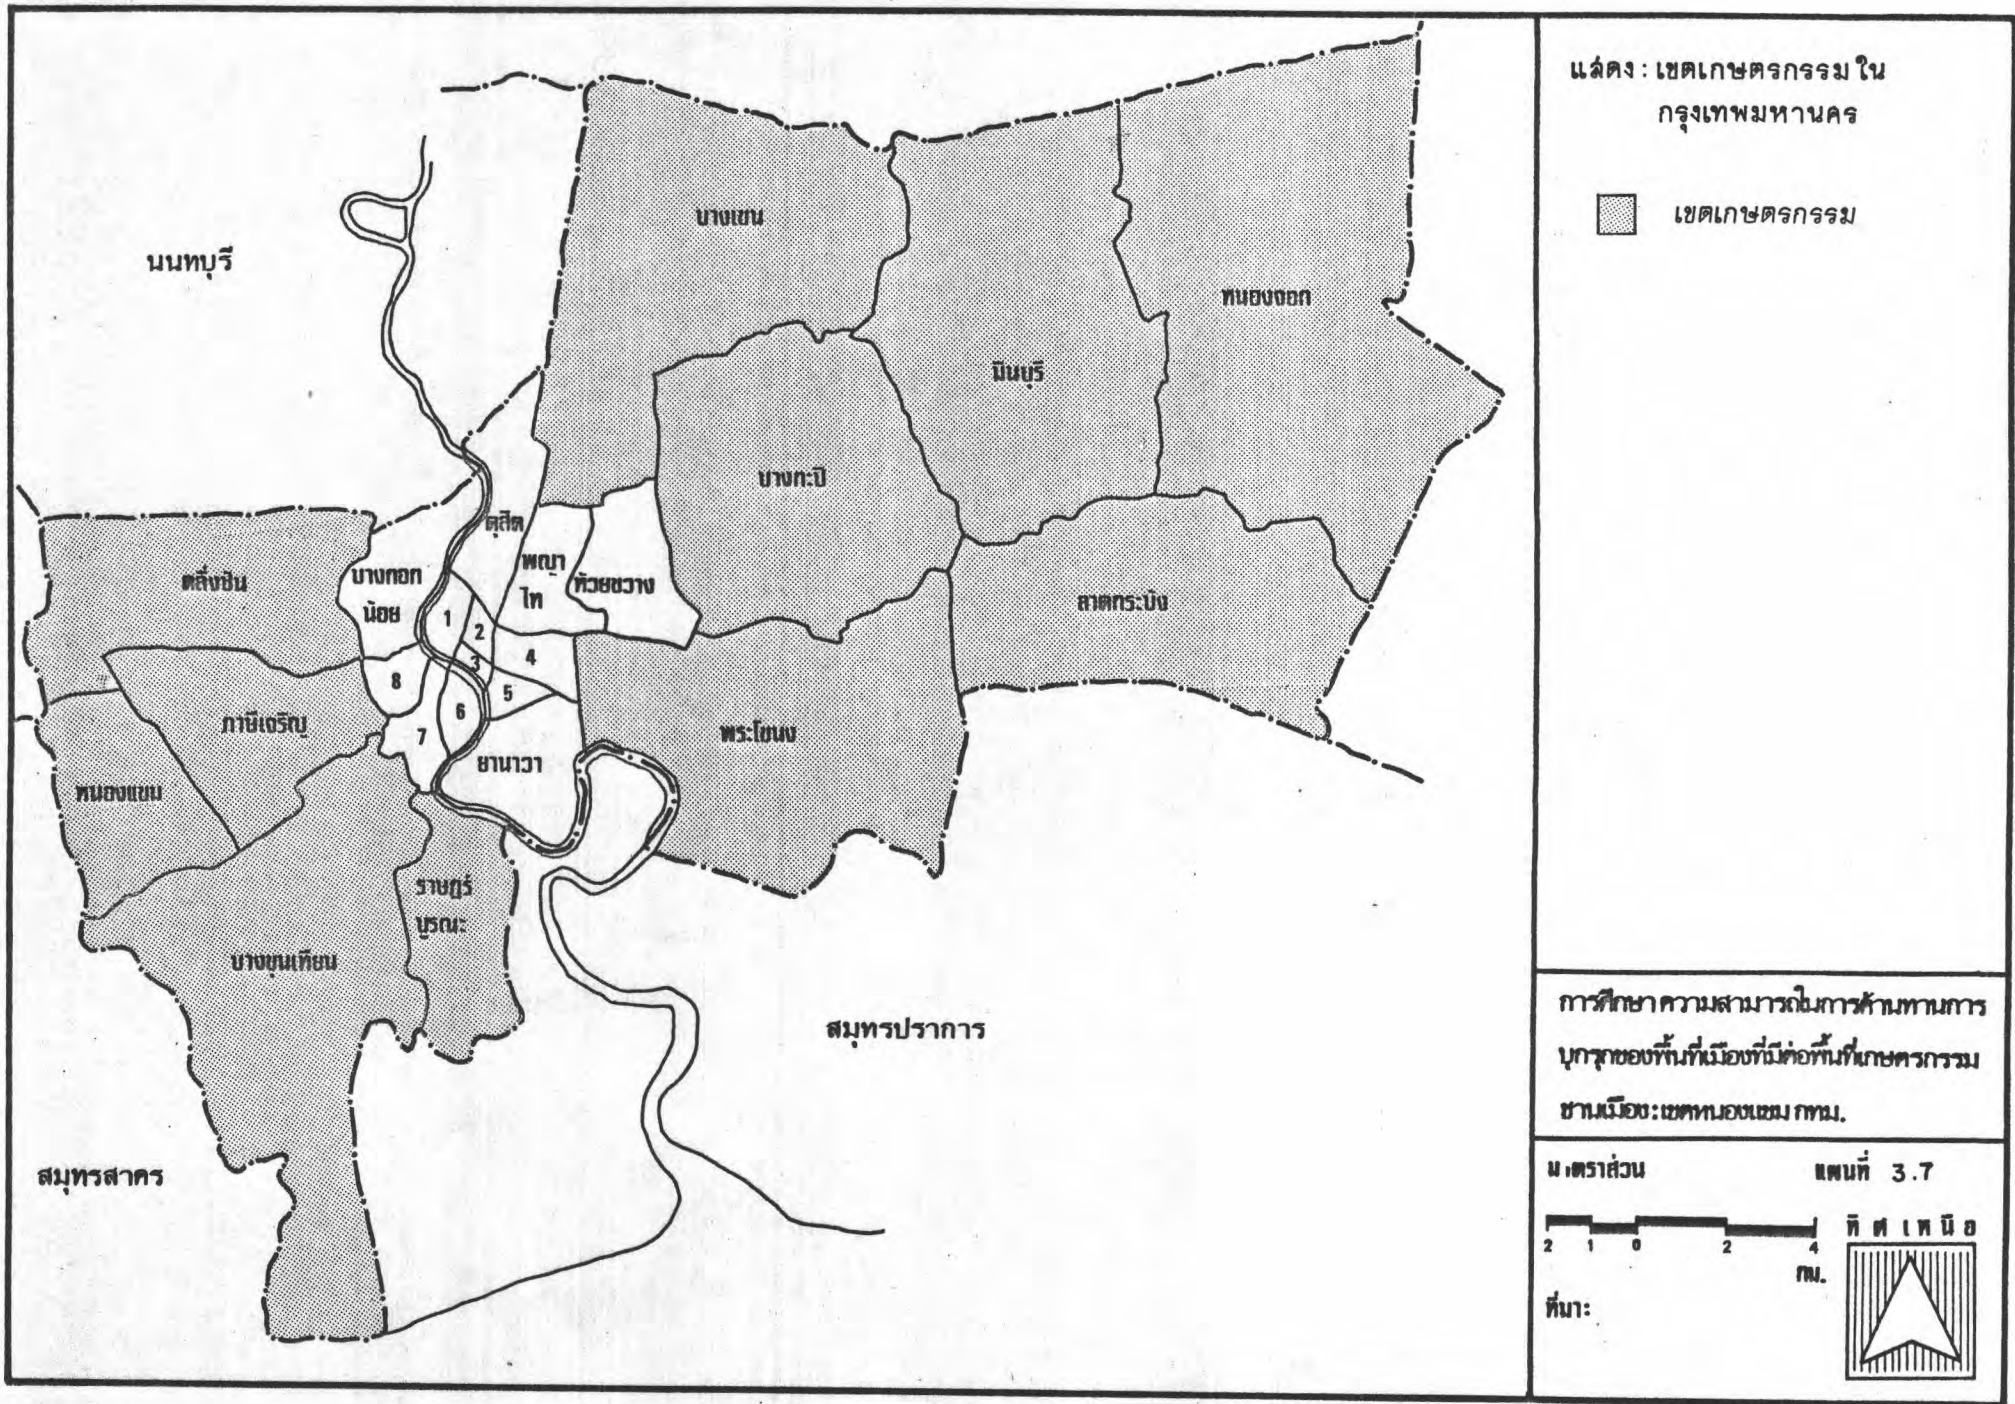 แสดง : เขตเกษตรกรรม ใน
กรุงเทพมหานคร
เขตเกษตรกรรม
นนทบุรี
บางเขน
หนองจอก
มีนบุรี
บางกะปิ
ดุสิต
ตลิ่งชัน
บางกอก
น้อย
พญา
ไท
ห้วยขวาง
ลาดกระบัง
1
2
3
4
5
6
7
8
ภาษีเจริญ
หนองแขม
ยานาวา
พระโขนง
ราษฎร์
บูรณะ
บางขุนเทียน
สมุทรปราการ
สมุทรสาคร
การศึกษาความสามารถในการต้านทานการ
บุกรุกของพื้นที่เมืองที่มีต่อพื้นที่เกษตรกรรม
ชานเมือง:เขตหนองแขม กทม.
มาตราส่วน
แผนที่ 3.7
2 1 0 2 4
กม.
ทิศเหนือ
ที่มา: